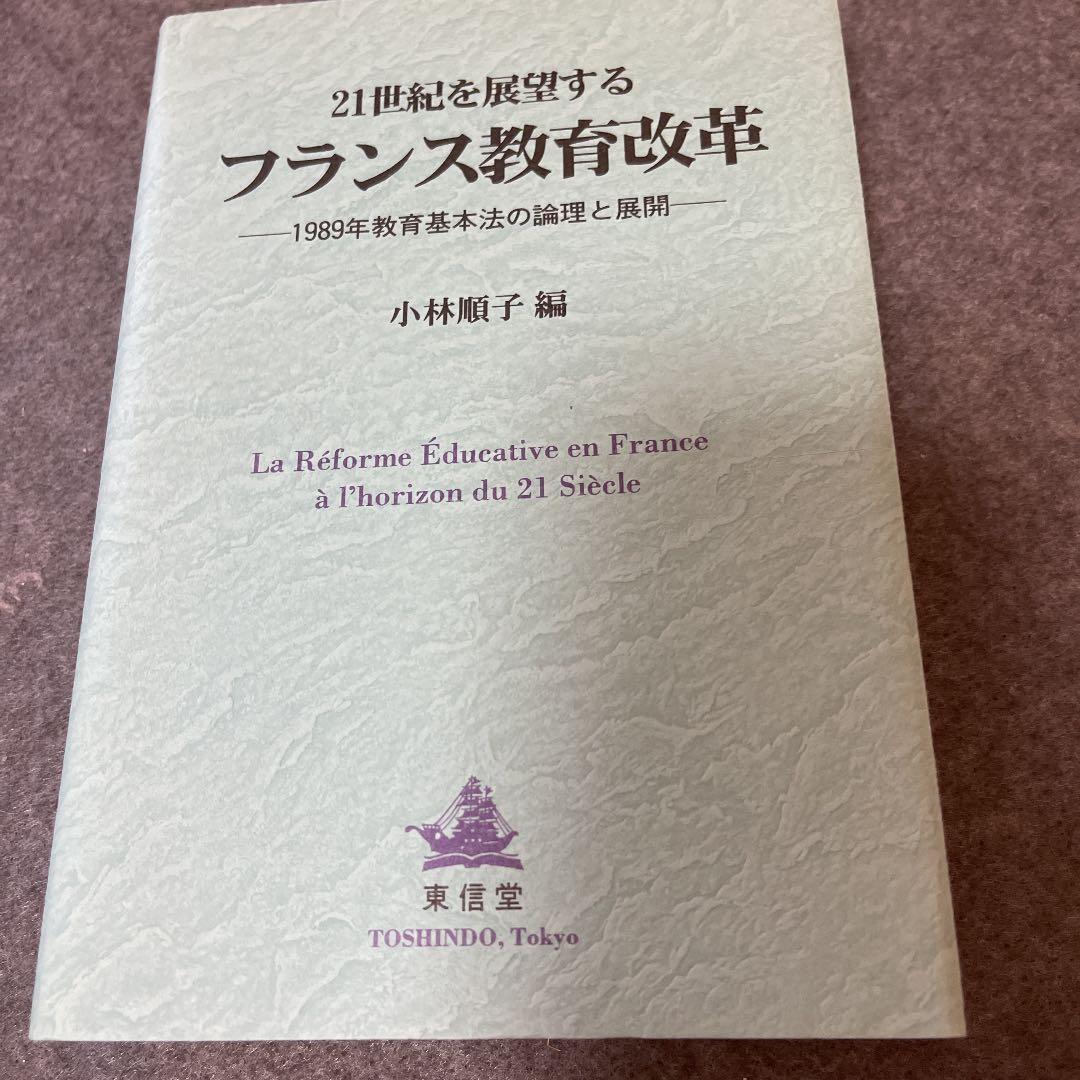 21世紀を展望する
フランス教育改革
——1989年教育基本法の論理と展開——
小林順子 編
La Réforme Éducative en France
à l'horizon du 21 Siècle
東信堂
TOSHINDO, Tokyo